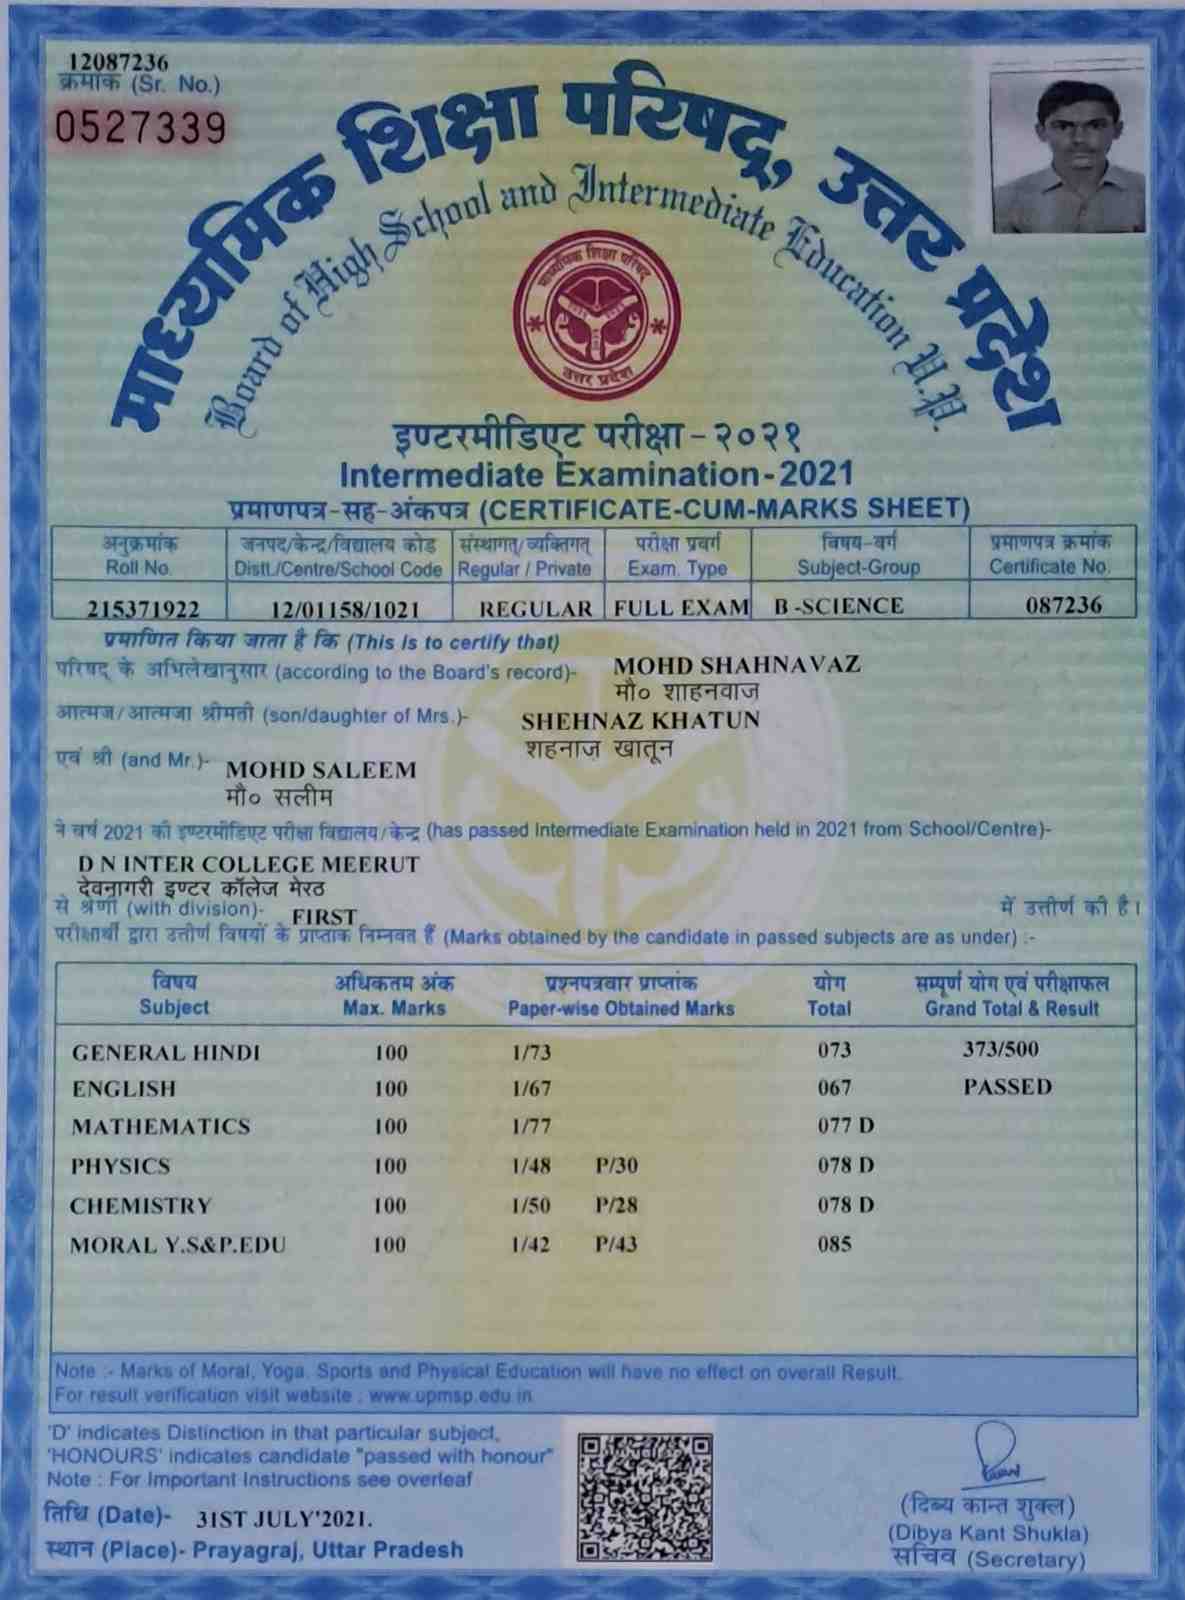 12087236
क्रमांक (Sr. No.)
0527339
माध्यमिक शिक्षा परिषद्, उत्तर प्रदेश
Board of High School and Intermediate Education U.P.
माध्यमिक शिक्षा परिषद्
उत्तर प्रदेश
इण्टरमीडिएट परीक्षा-२०२१
Intermediate Examination-2021
प्रमाणपत्र-सह-अंकपत्र (CERTIFICATE-CUM-MARKS SHEET)
अनुक्रमांक जनपद/केन्द्र/विद्यालय कोड संस्थागत्/व्यक्तिगत् परीक्षा प्रवर्ग विषय-वर्ग प्रमाणपत्र क्रमांक
Roll No. Distt./Centre/School Code Regular / Private Exam. Type Subject-Group Certificate No.
215371922 12/01158/1021 REGULAR FULL EXAM B -SCIENCE 087236
प्रमाणित किया जाता है कि (This is to certify that)
परिषद् के अभिलेखानुसार (according to the Board's record)- MOHD SHAHNAVAZ
मौ० शाहनवाज
आत्मज/आत्मजा श्रीमती (son/daughter of Mrs.)- SHEHNAZ KHATUN
शहनाज़ खातून
एवं श्री (and Mr.)- MOHD SALEEM
मौ० सलीम
ने वर्ष 2021 की इण्टरमीडिएट परीक्षा विद्यालय/केन्द्र (has passed Intermediate Examination held in 2021 from School/Centre)-
D N INTER COLLEGE MEERUT
देवनागरी इण्टर कॉलेज मेरठ
से श्रेणी (with division)- FIRST में उत्तीर्ण की है।
परीक्षार्थी द्वारा उत्तीर्ण विषयों के प्राप्तांक निम्नवत हैं (Marks obtained by the candidate in passed subjects are as under) :-
विषय अधिकतम अंक प्रश्नपत्रवार प्राप्तांक योग सम्पूर्ण योग एवं परीक्षाफल
Subject Max. Marks Paper-wise Obtained Marks Total Grand Total & Result
GENERAL HINDI 100 1/73 073 373/500
ENGLISH 100 1/67 067 PASSED
MATHEMATICS 100 1/77 077 D
PHYSICS 100 1/48 P/30 078 D
CHEMISTRY 100 1/50 P/28 078 D
MORAL Y.S&P.EDU 100 1/42 P/43 085
Note :- Marks of Moral, Yoga, Sports and Physical Education will have no effect on overall Result.
For result verification visit website : www.upmsp.edu.in
'D' indicates Distinction in that particular subject,
'HONOURS' indicates candidate "passed with honour"
Note : For Important Instructions see overleaf
तिथि (Date)- 31ST JULY'2021.
स्थान (Place)- Prayagraj, Uttar Pradesh
(दिब्य कान्त शुक्ल)
(Dibya Kant Shukla)
सचिव (Secretary)